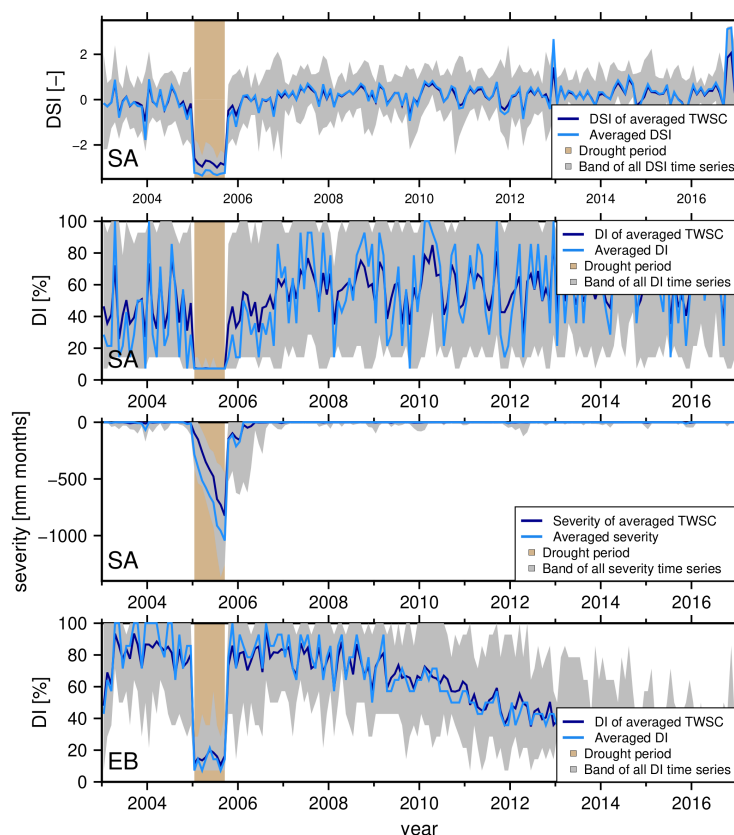 2
0
−2
DSI [−]
SA
DSI of averaged TWSC
Averaged DSI
Drought period
Band of all DSI time series
2004 2006 2008 2010 2012 2014 2016
100
80
60
40
20
0
DI [%]
SA
DI of averaged TWSC
Averaged DI
Drought period
Band of all DI time series
2004 2006 2008 2010 2012 2014 2016
0
−500
−1000
severity [mm months]
SA
Severity of averaged TWSC
Averaged severity
Drought period
Band of all severity time series
2004 2006 2008 2010 2012 2014 2016
100
80
60
40
20
0
DI [%]
EB
DI of averaged TWSC
Averaged DI
Drought period
Band of all DI time series
2004 2006 2008 2010 2012 2014 2016
year